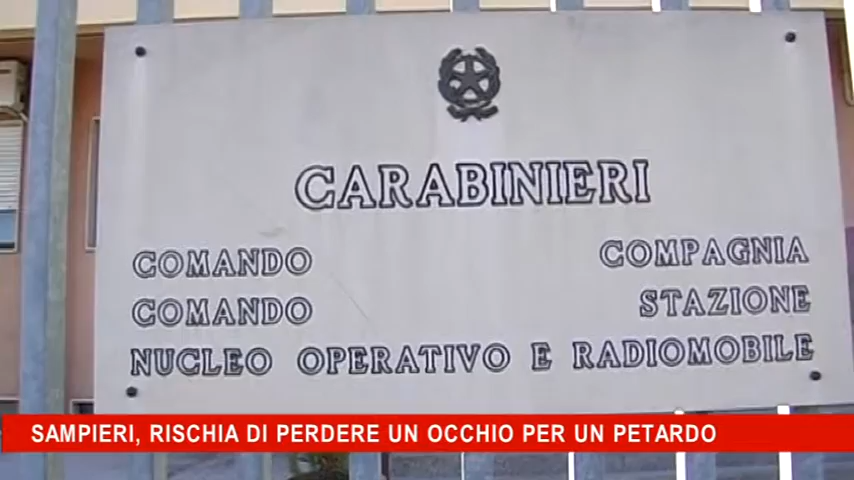 CARABINIERI
COMANDO COMPAGNIA
COMANDO STAZIONE
NUCLEO OPERATIVO E RADIOMOBILE
SAMPIERI, RISCHIA DI PERDERE UN OCCHIO PER UN PETARDO